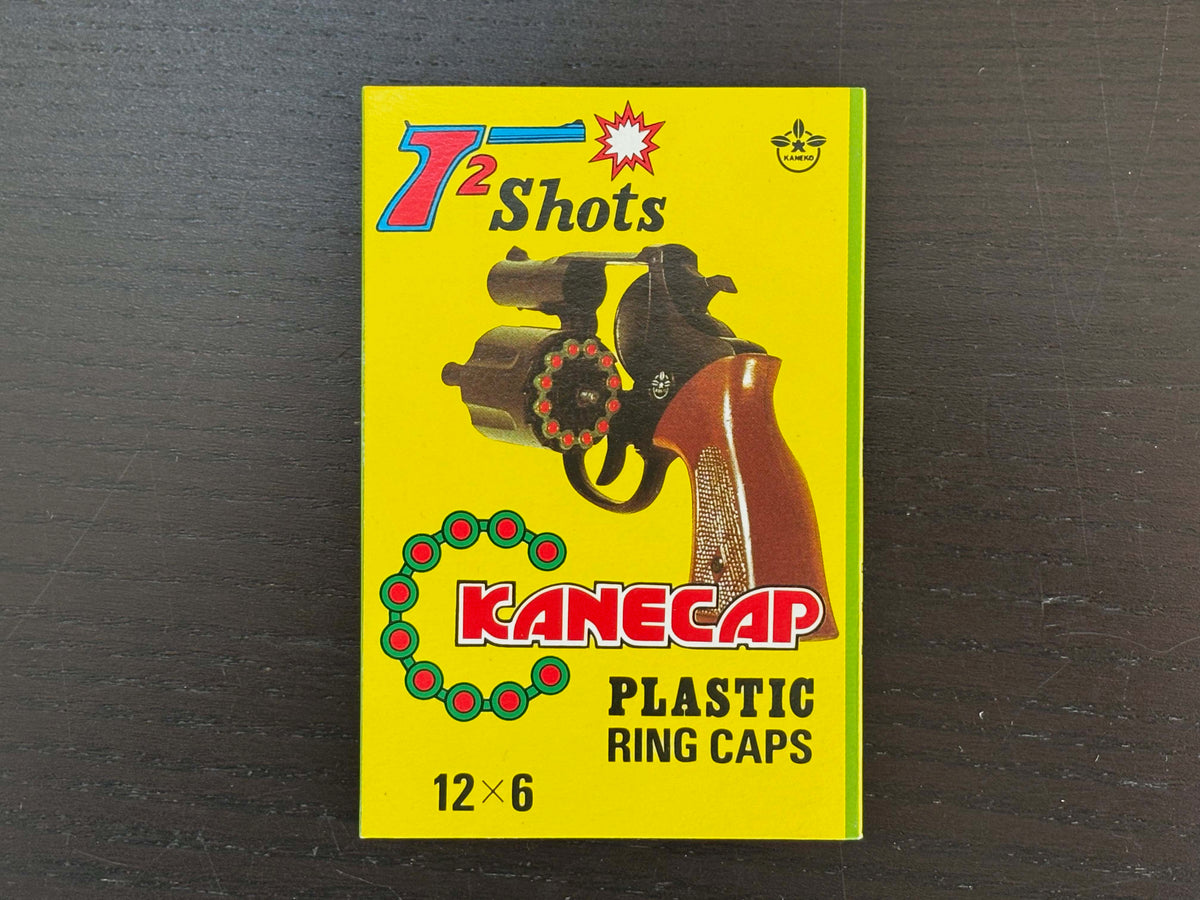 72 Shots
KANEKO
KANECAP
PLASTIC
RING CAPS
12×6